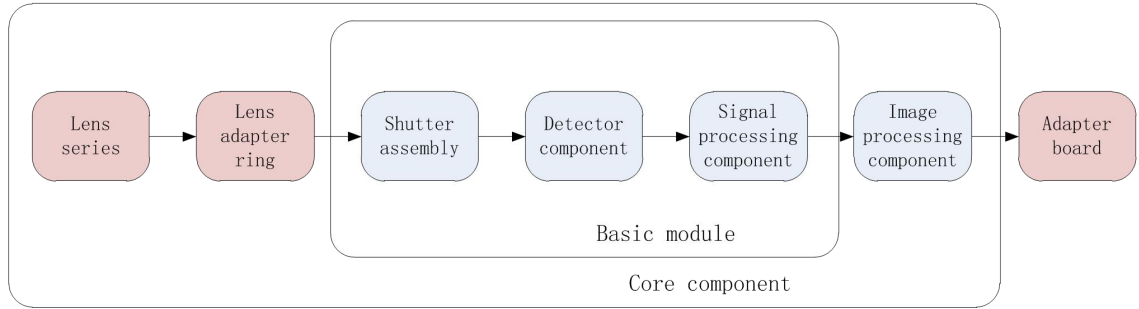 Lens
series
Lens
adapter
ring
Shutter
assembly
Detector
component
Signal
processing
component
Image
processing
component
Adapter
board
Basic module
Core component